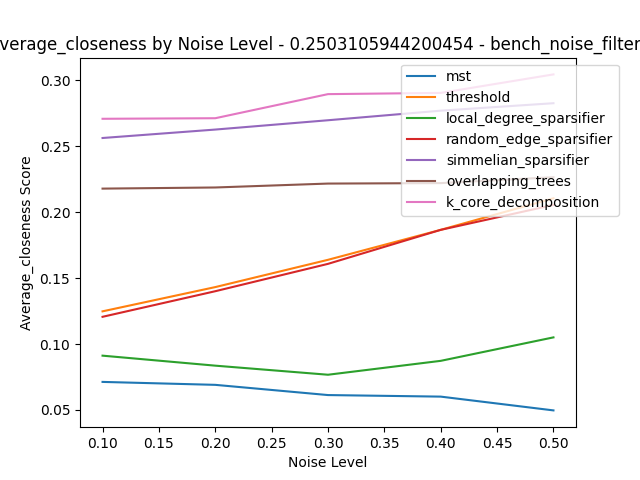 verage_closeness by Noise Level - 0.2503105944200454 - bench_noise_filter
mst
threshold
local_degree_sparsifier
random_edge_sparsifier
simmelian_sparsifier
overlapping_trees
k_core_decomposition
Average_closeness Score
0.30
0.25
0.20
0.15
0.10
0.05
0.10
0.15
0.20
0.25
0.30
0.35
0.40
0.45
0.50
Noise Level